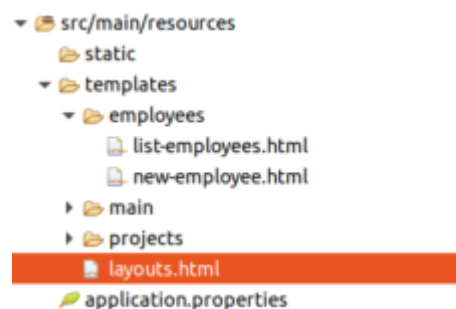 src/main/resources
static
templates
employees
list-employees.html
new-employee.html
main
projects
layouts.html
application.properties